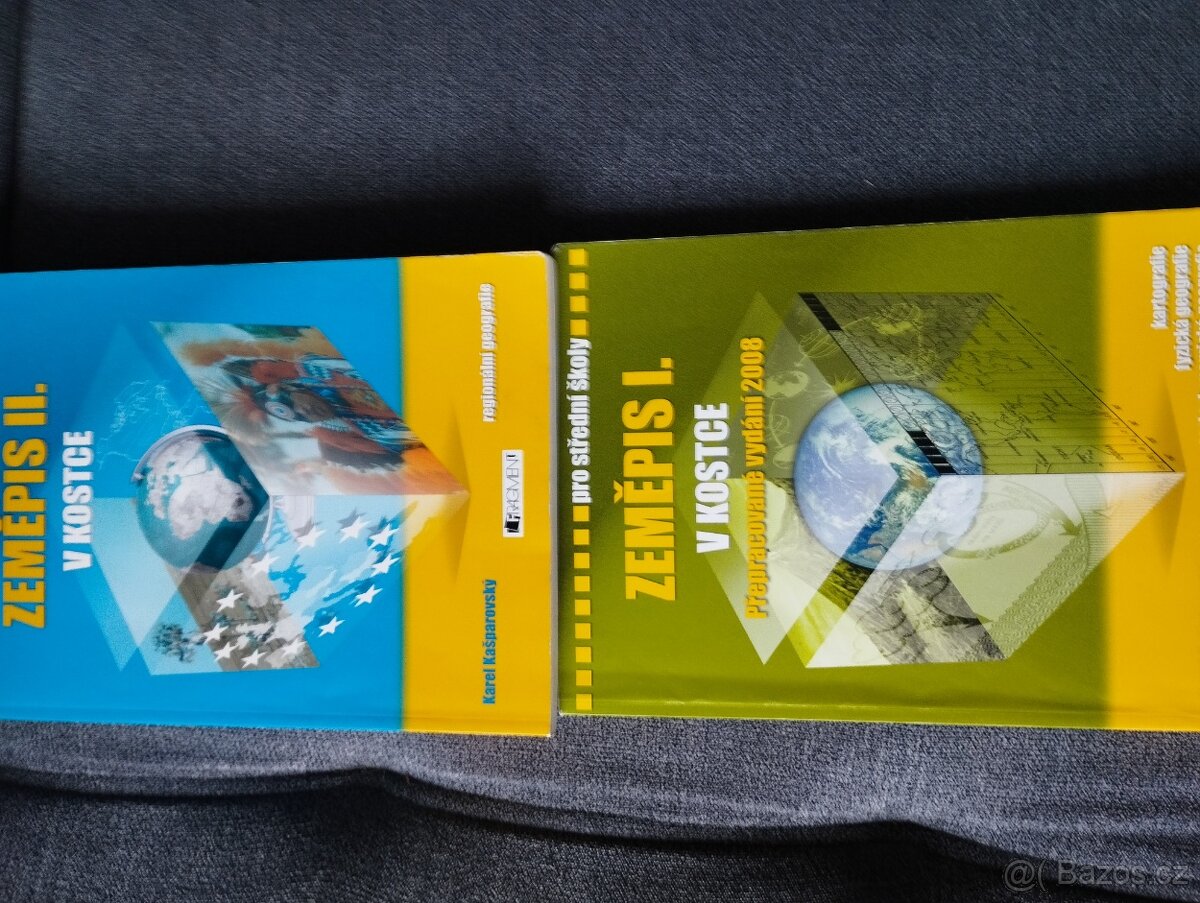 ZEMĚPIS II.
V KOSTCE
regionální geografie
FRAGMENT
Karel Kašparovský
pro střední školy
ZEMĚPIS I.
V KOSTCE
Přepracované vydání 2008
kartografie
fyzická geografie
@( Bazos.cz